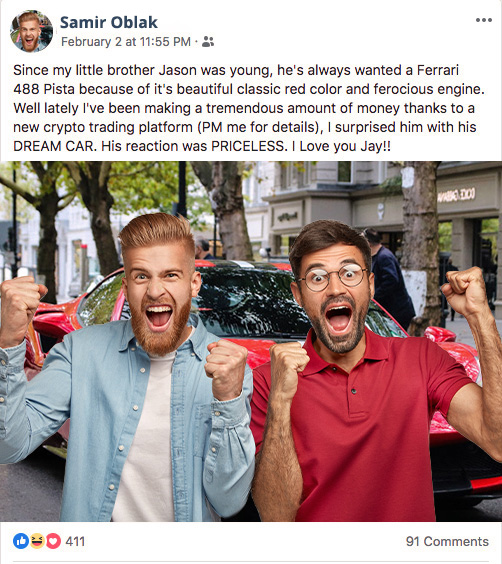 Samir Oblak
February 2 at 11:55 PM ·
Since my little brother Jason was young, he's always wanted a Ferrari
488 Pista because of it's beautiful classic red color and ferocious engine.
Well lately I've been making a tremendous amount of money thanks to a
new crypto trading platform (PM me for details), I surprised him with his
DREAM CAR. His reaction was PRICELESS. I Love you Jay!!
411
91 Comments